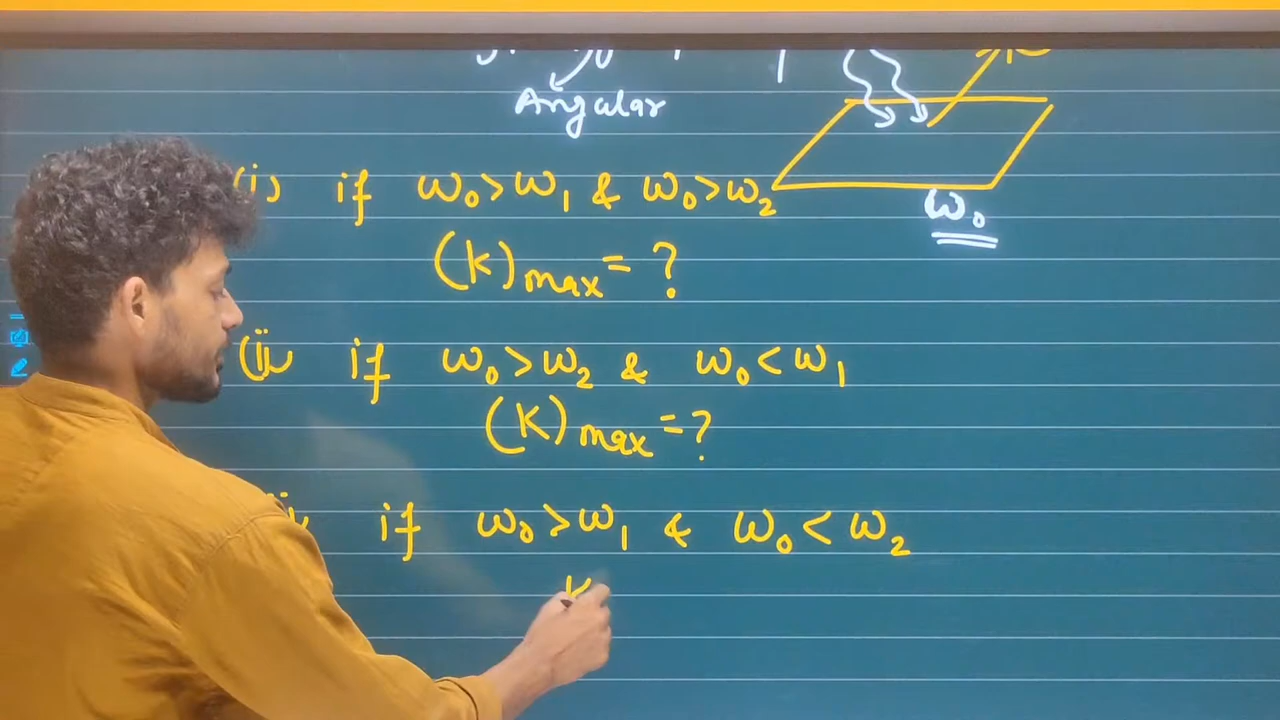 Angular
(i) if ω₀>ω₁ & ω₀>ω₂
ω₀
(K)max = ?
(ii) if ω₀>ω₂ & ω₀<ω₁
(K)max = ?
if ω₀>ω₁ & ω₀<ω₂
K